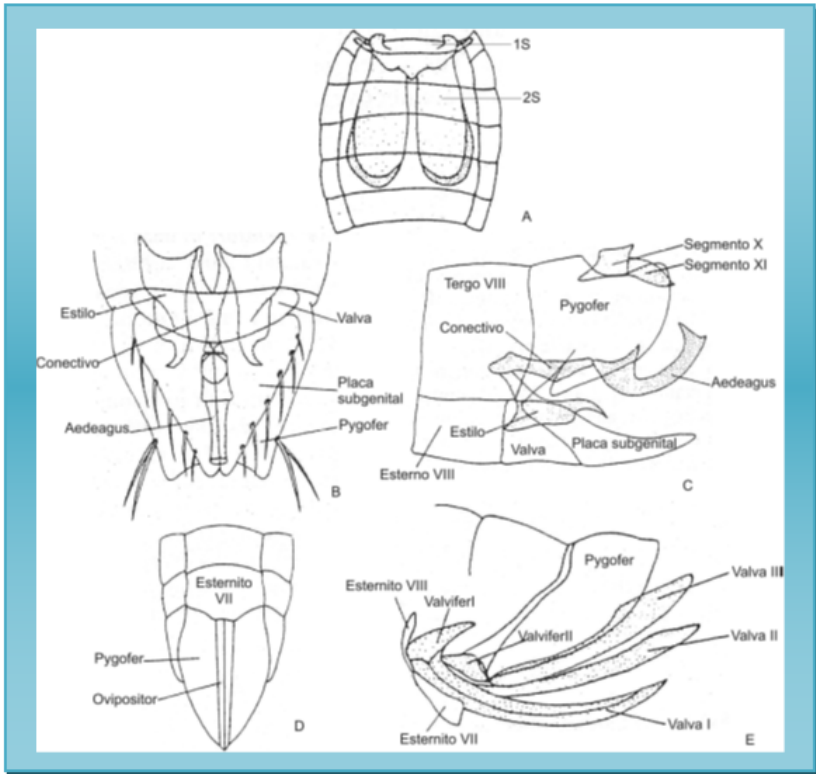 1S
2S
A
Estilo
Valva
Conectivo
Placa
subgenital
Aedeagus
Pygofer
B
Segmento X
Segmento XI
Tergo VIII
Pygofer
Conectivo
Aedeagus
Estilo
Placa subgenital
Valva
Esterno VIII
C
Esternito
VII
Pygofer
Ovipositor
D
Pygofer
Valva III
Esternito VIII
ValviferI
ValviferII
Valva II
Valva I
Esternito VII
E